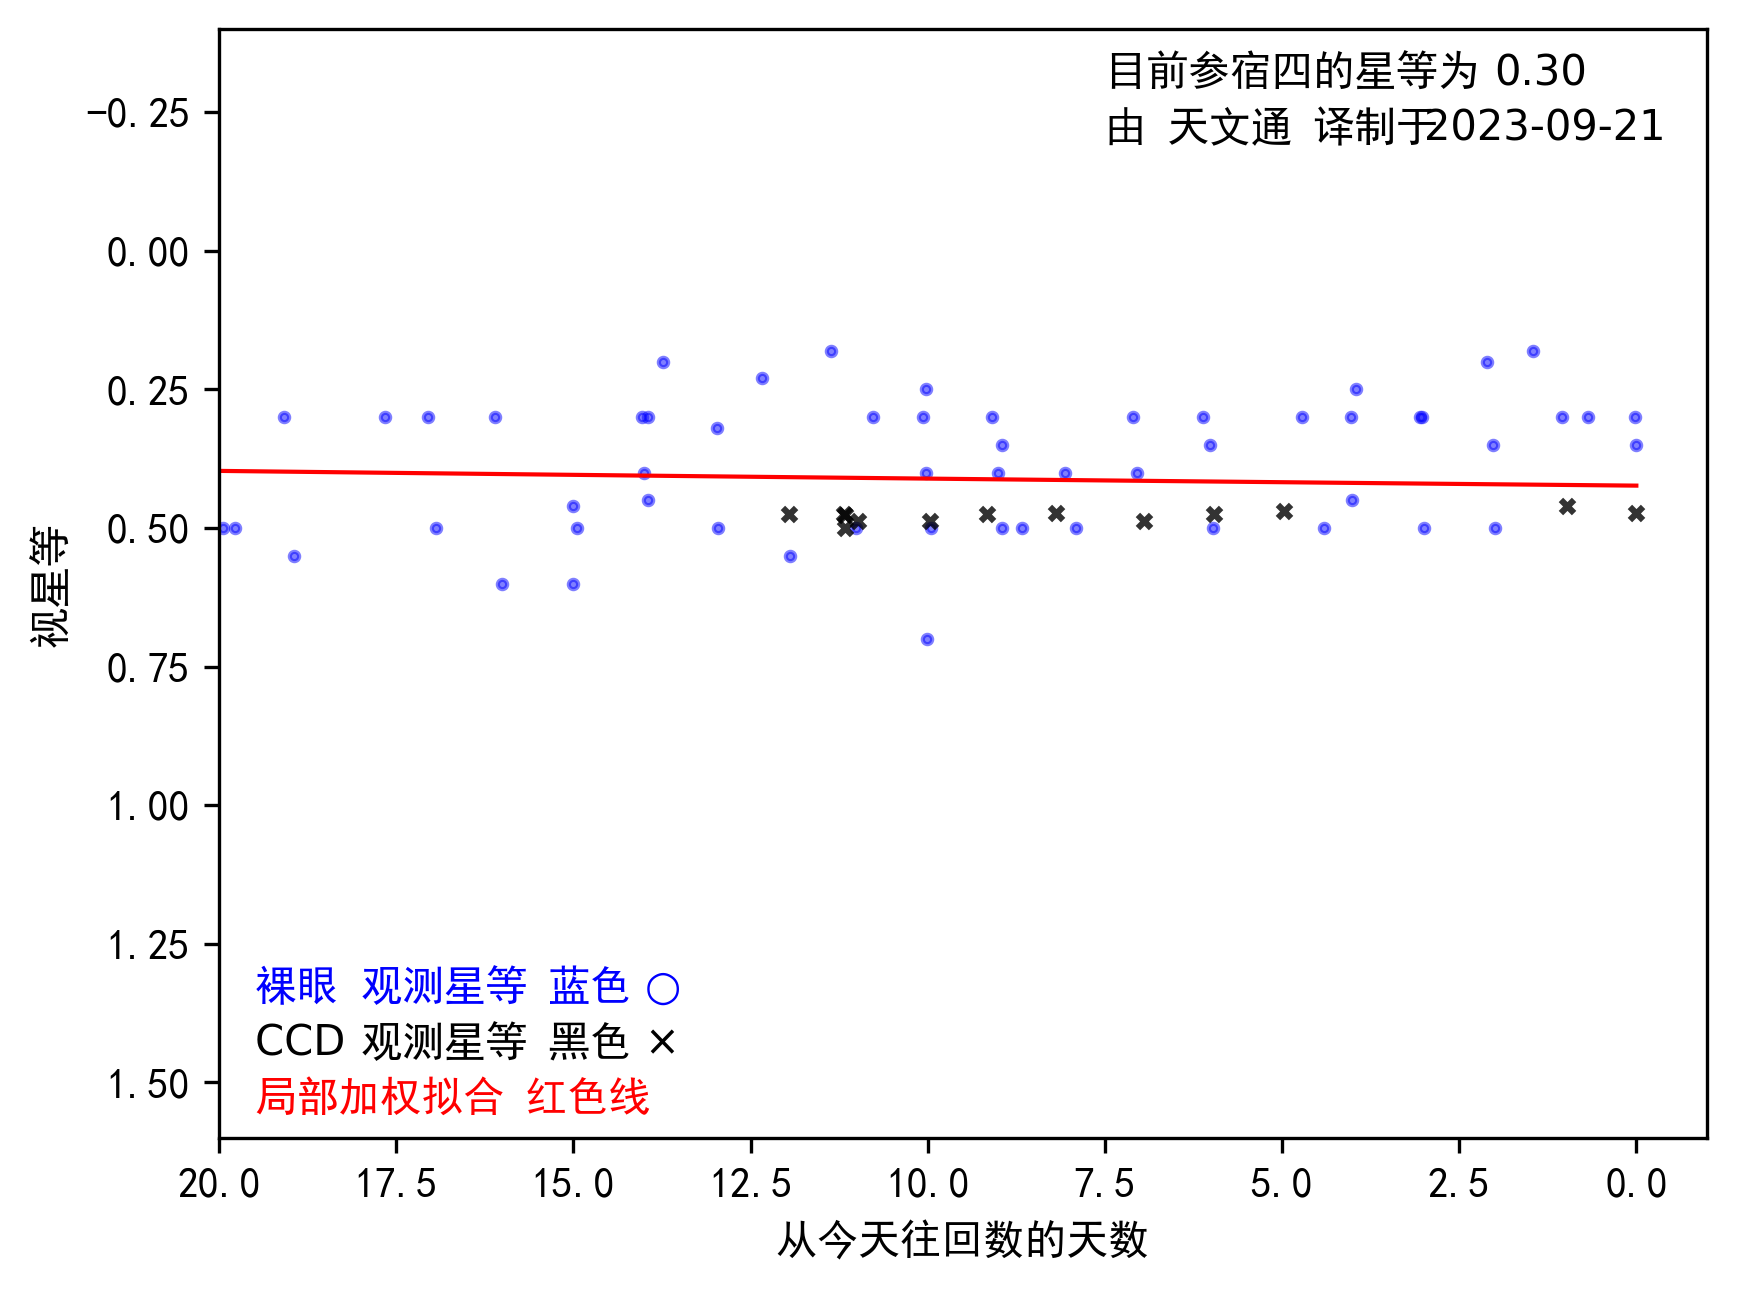 目前参宿四的星等为 0.30
由 天文通 译制于2023-09-21
−0.25
0.00
0.25
0.50
0.75
1.00
1.25
1.50
视星等
裸眼 观测星等 蓝色 ○
CCD 观测星等 黑色 ×
局部加权拟合 红色线
20.0 17.5 15.0 12.5 10.0 7.5 5.0 2.5 0.0
从今天往回数的天数